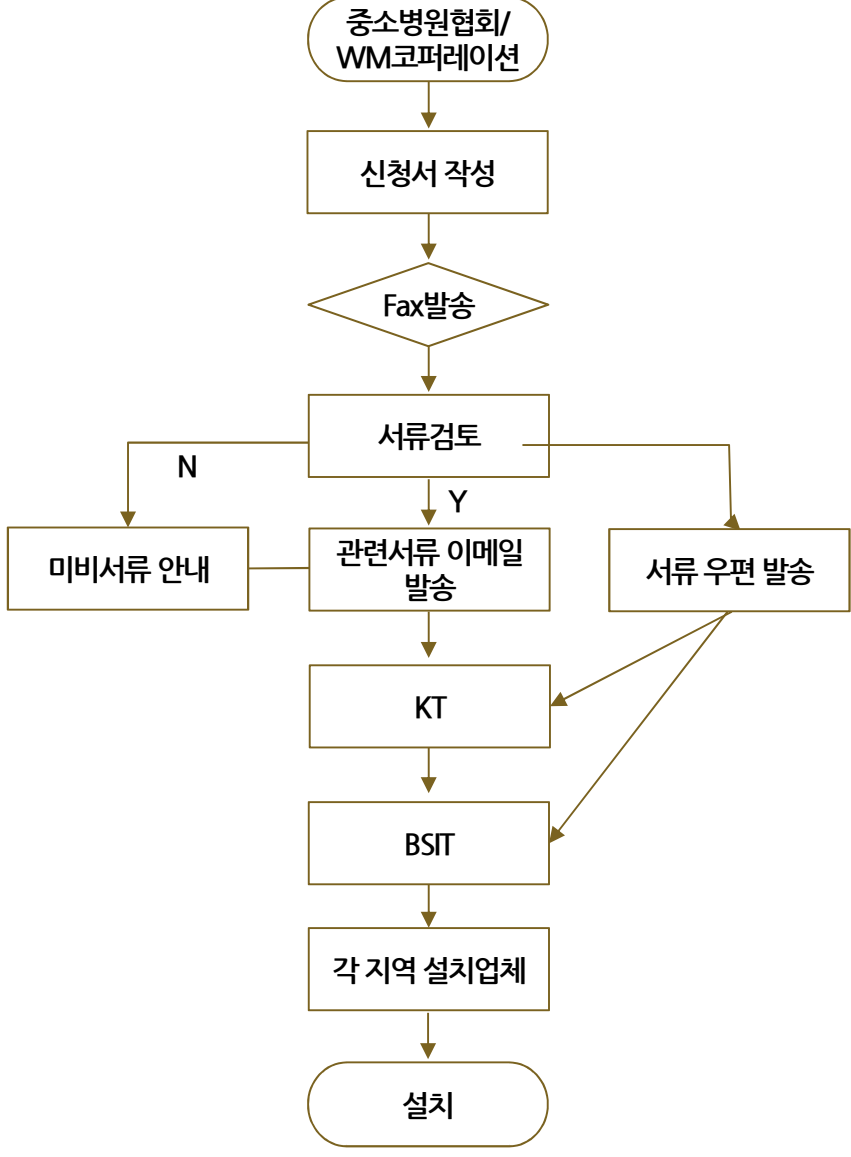 중소병원협회/
WM코퍼레이션
신청서 작성
Fax발송
서류검토
N
Y
미비서류 안내
관련서류 이메일
발송
서류 우편 발송
KT
BSIT
각 지역 설치업체
설치